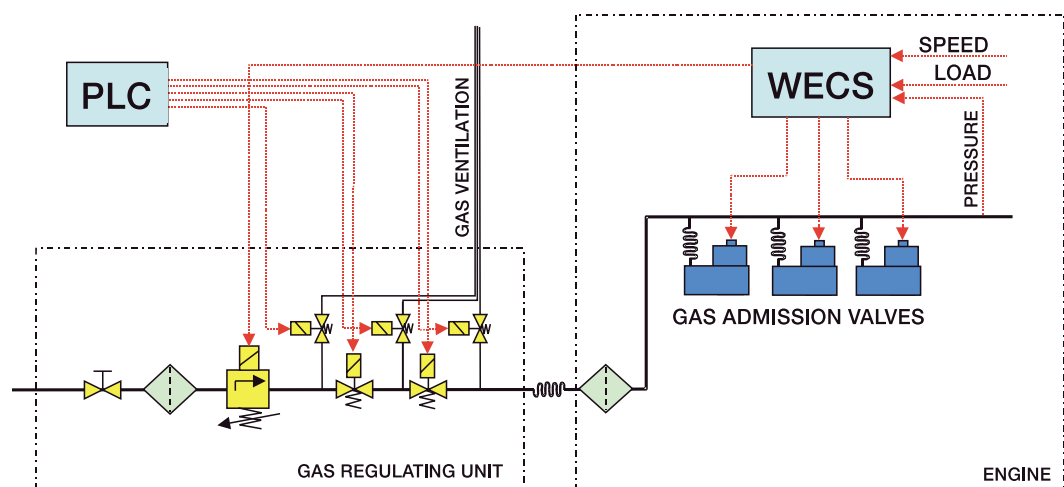 PLC
GAS VENTILATION
WECS
SPEED
LOAD
PRESSURE
GAS ADMISSION VALVES
GAS REGULATING UNIT
ENGINE